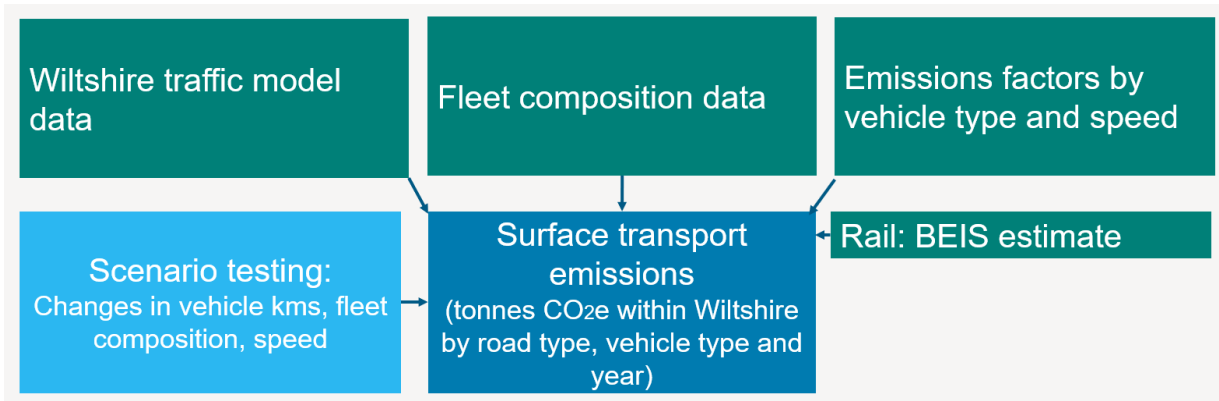 Wiltshire traffic model
data
Fleet composition data
Emissions factors by
vehicle type and speed
Scenario testing:
Changes in vehicle kms, fleet
composition, speed
Surface transport
emissions
(tonnes CO2e within Wiltshire
by road type, vehicle type and
year)
Rail: BEIS estimate